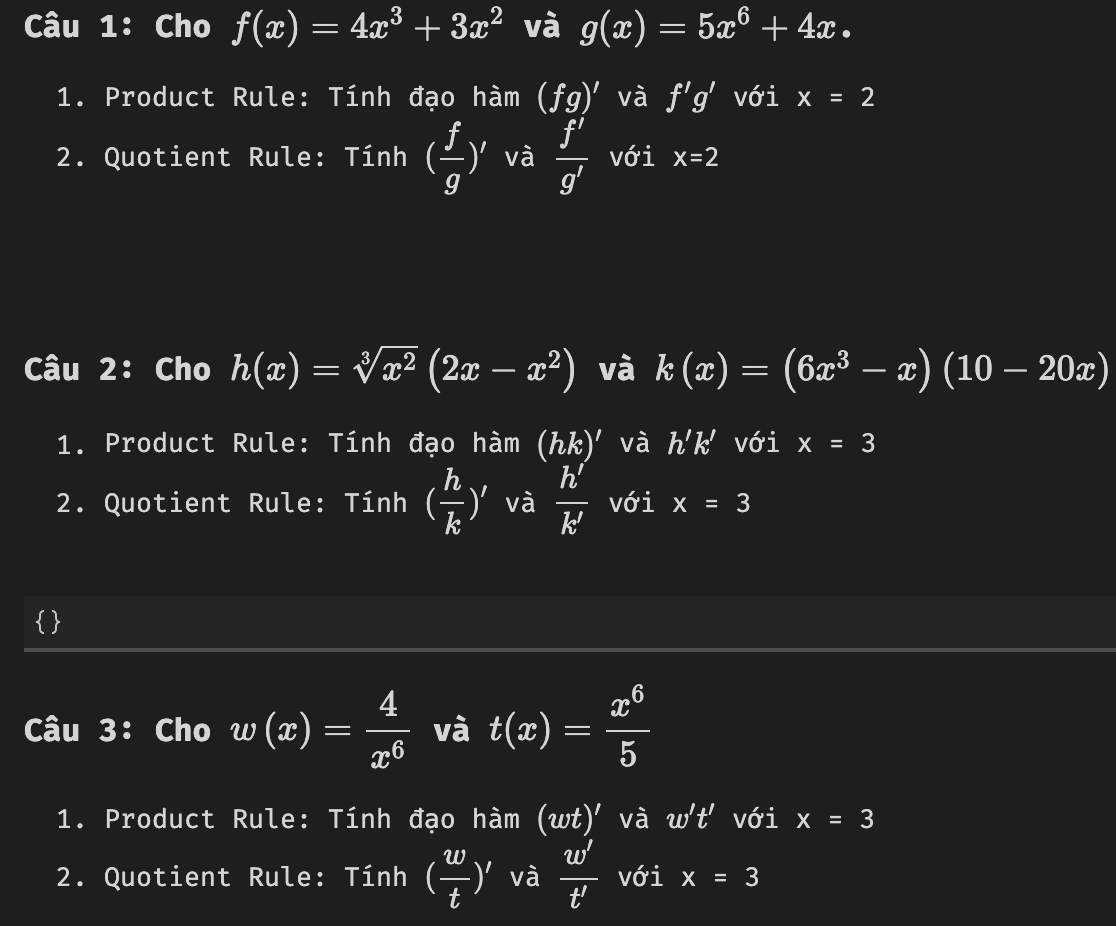 Câu 1: Cho f(x) = 4x³ + 3x² và g(x) = 5x⁶ + 4x.
1. Product Rule: Tính đạo hàm (fg)′ và f′g′ với x = 2
2. Quotient Rule: Tính (f/g)′ và f′/g′ với x=2
Câu 2: Cho h(x) = ∛x² (2x − x²) và k (x) = (6x³ − x) (10 − 20x)
1. Product Rule: Tính đạo hàm (hk)′ và h′k′ với x = 3
2. Quotient Rule: Tính (h/k)′ và h′/k′ với x = 3
{}
Câu 3: Cho w (x) = 4/x⁶ và t(x) = x⁶/5
1. Product Rule: Tính đạo hàm (wt)′ và w′t′ với x = 3
2. Quotient Rule: Tính (w/t)′ và w′/t′ với x = 3